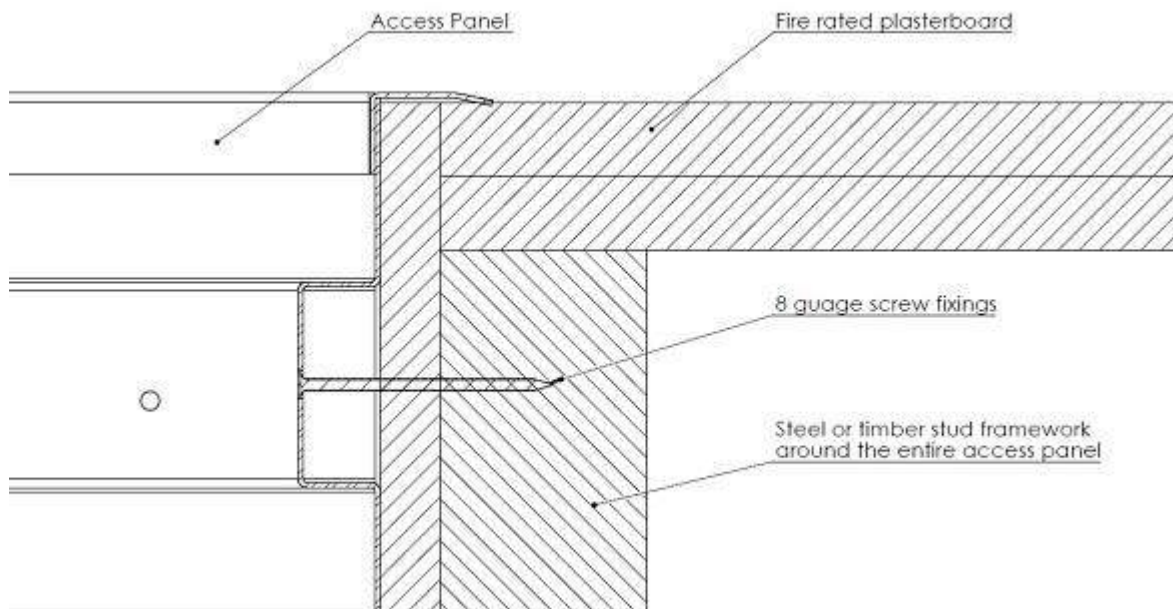 Access Panel
Fire rated plasterboard
8 guage screw fixings
Steel or timber stud framework
around the entire access panel